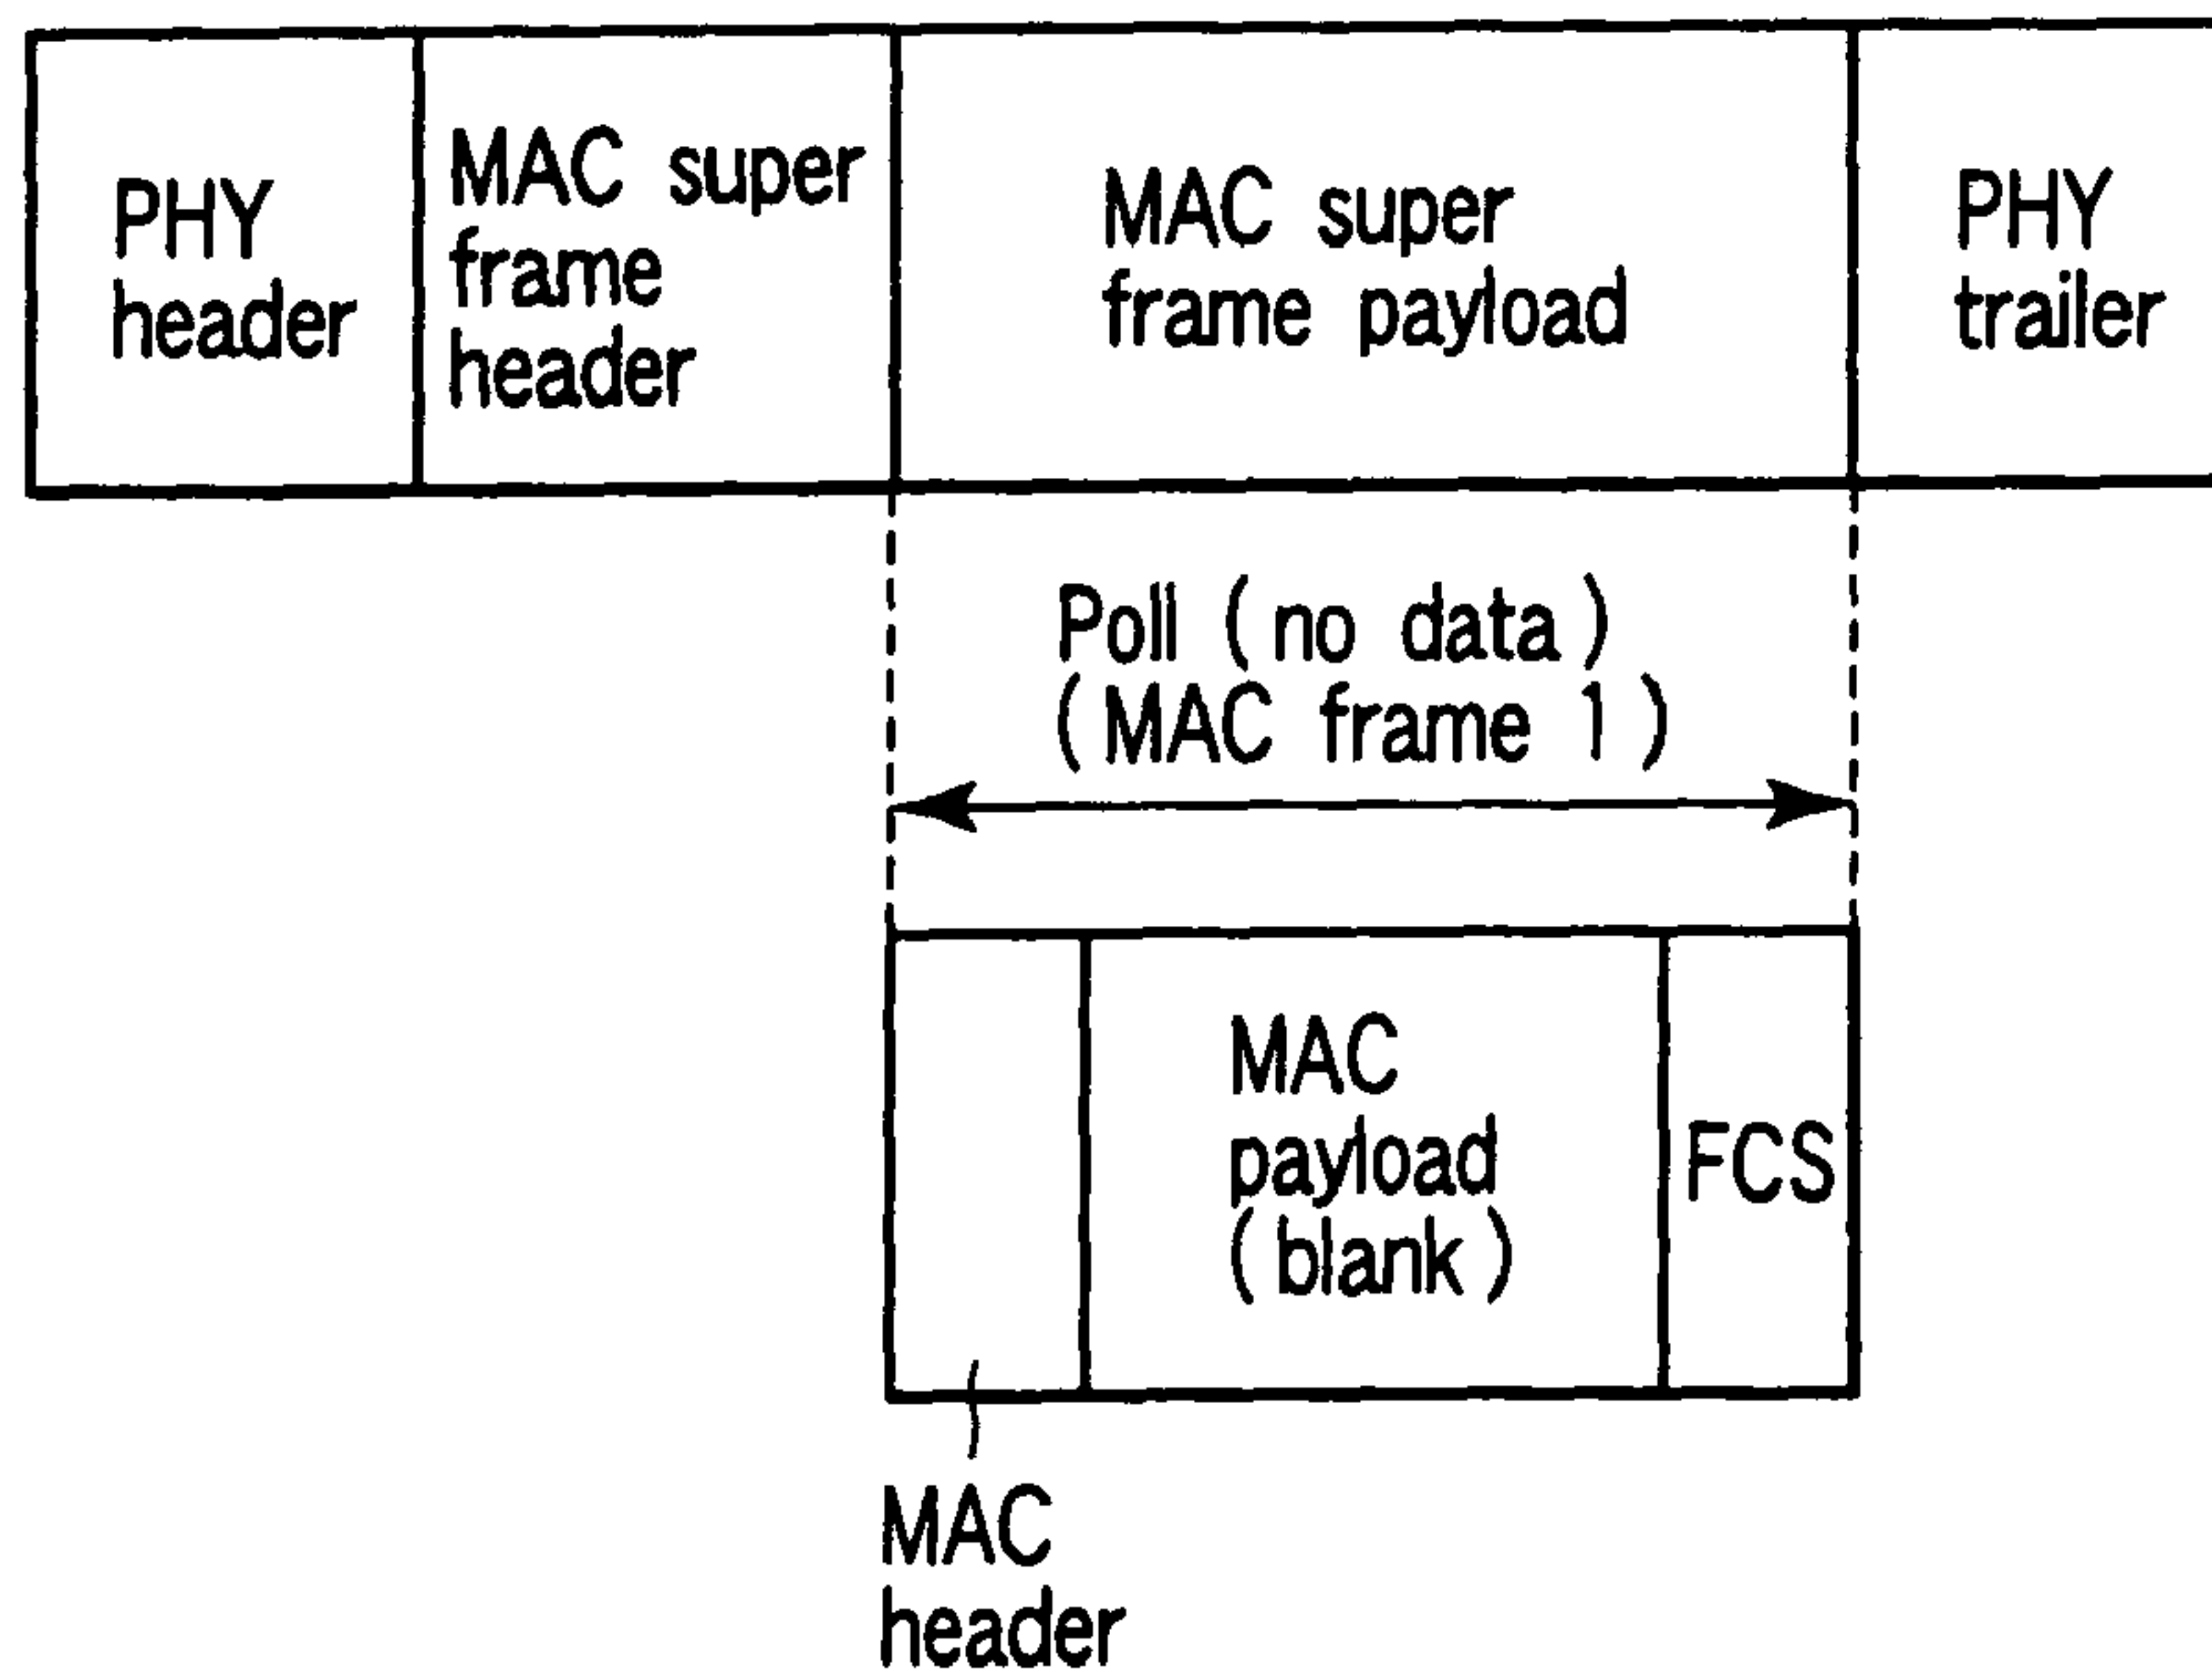 PHY
header
MAC super
frame
header
MAC super
frame payload
PHY
trailer
Poll (no data)
(MAC frame 1)
MAC
payload
(blank)
FCS
MAC
header